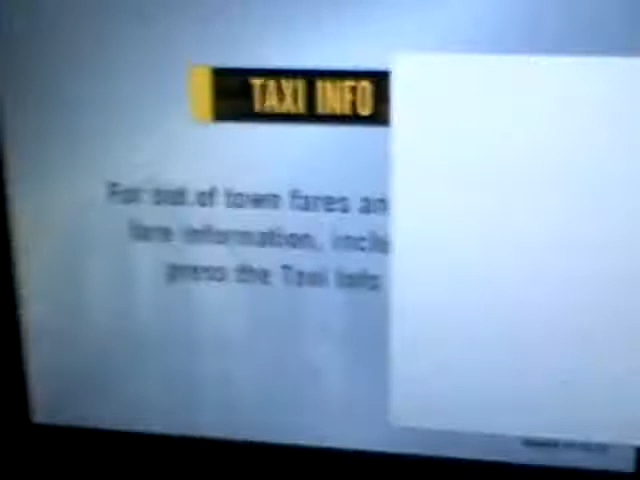 TAXI INFO
For out of town fares an
fare information, inclu
press the Taxi Info